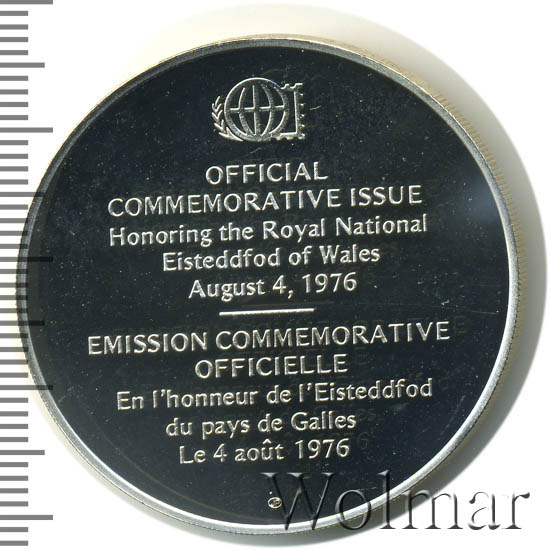 OFFICIAL
COMMEMORATIVE ISSUE
Honoring the Royal National
Eisteddfod of Wales
August 4, 1976
EMISSION COMMEMORATIVE
OFFICIELLE
En l'honneur de l'Eisteddfod
du pays de Galles
Le 4 août 1976
Wolmar